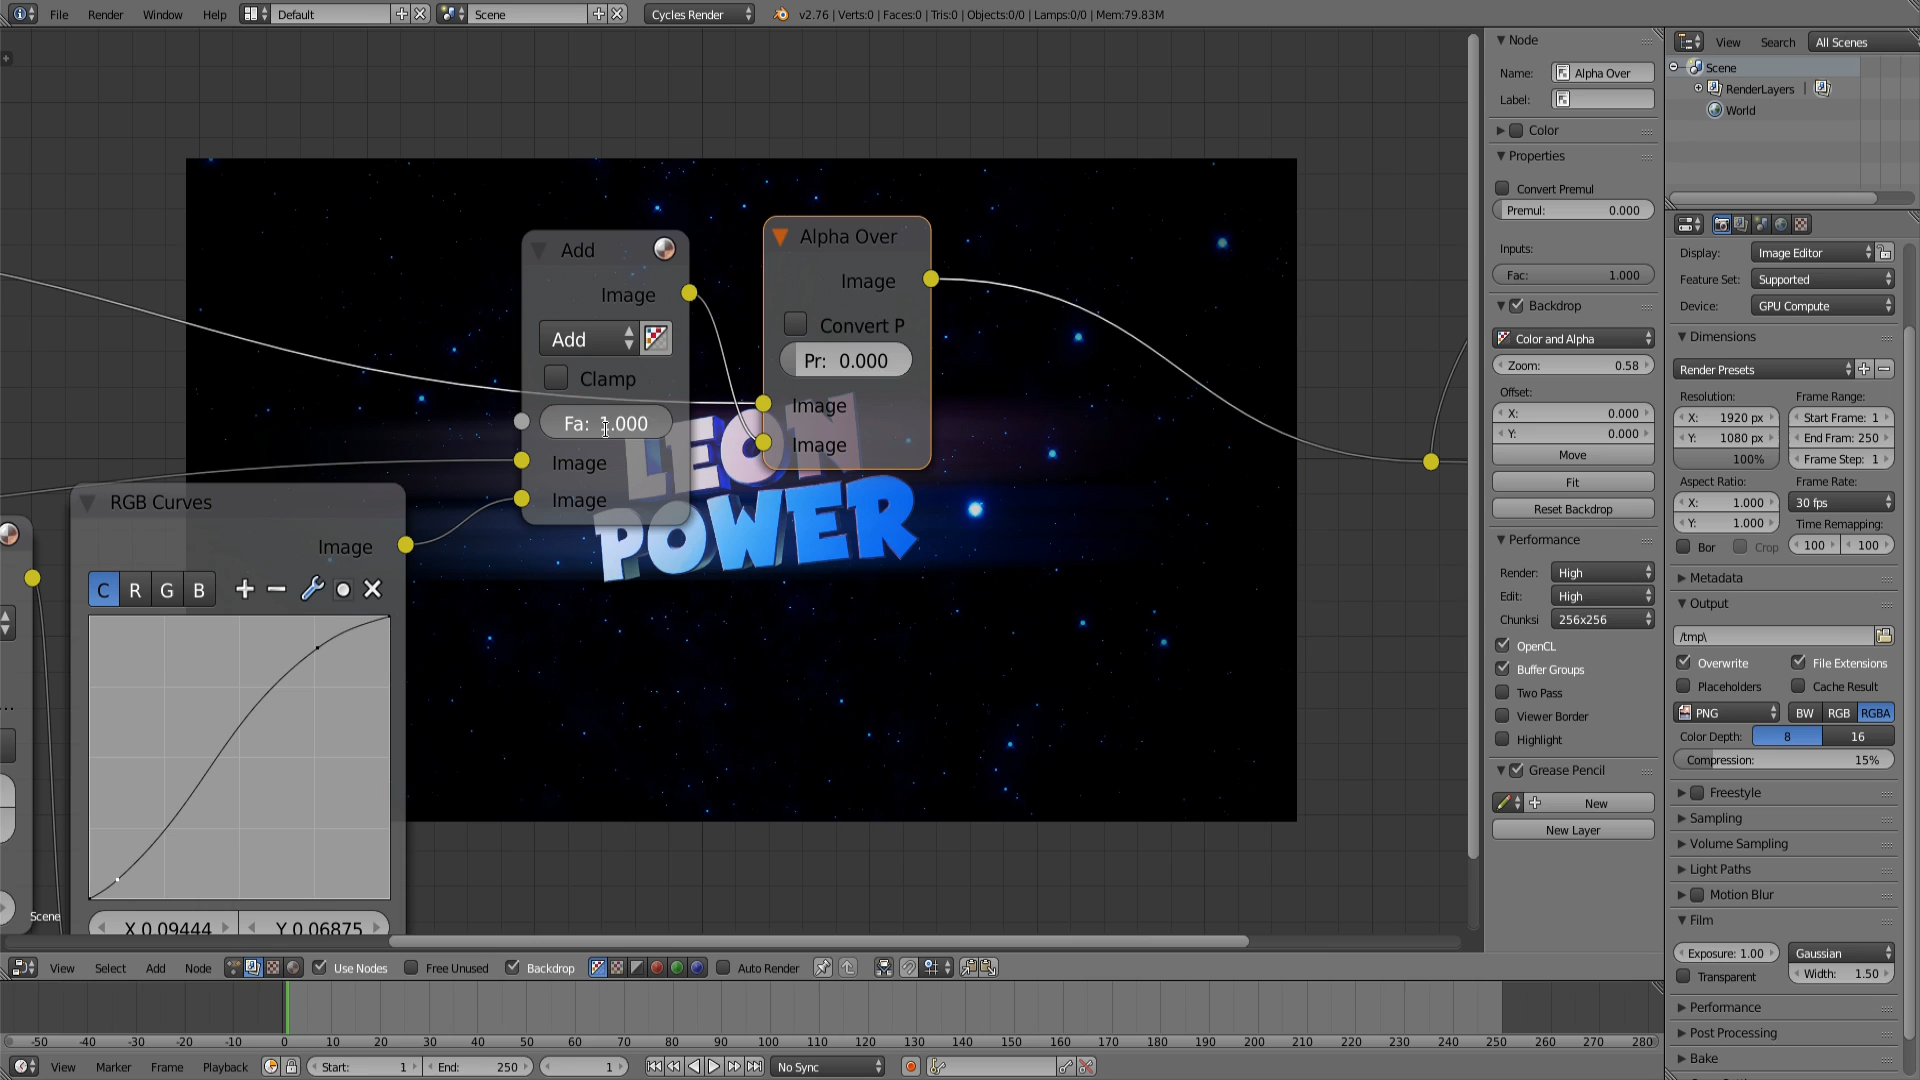 File Render Window Help Default Scene Cycles Render v2.76 | Verts:0 | Faces:0 | Tris:0 | Objects:0/0 | Lamps:0/0 | Mem:79.83M
Add
Image
Add
Clamp
Fa: 1.000
Image
Image
Alpha Over
Image
Convert P
Pr: 0.000
Image
Image
LEON
POWER
RGB Curves
Image
C R G B
X 0.09444 Y 0.06875
Scene
View Select Add Node Use Nodes Free Unused Backdrop Auto Render
-50 -40 -30 -20 -10 0 10 20 30 40 50 60 70 80 90 100 110 120 130 140 150 160 170 180 190 200 210 220 230 240 250 260 270 280
View Marker Frame Playback Start: 1 End: 250 1 No Sync
Node
Name: Alpha Over
Label:
Color
Properties
Convert Premul
Premul: 0.000
Inputs:
Fac: 1.000
Backdrop
Color and Alpha
Zoom: 0.58
Offset:
X: 0.000
Y: 0.000
Move
Fit
Reset Backdrop
Performance
Render: High
Edit: High
Chunksi 256x256
OpenCL
Buffer Groups
Two Pass
Viewer Border
Highlight
Grease Pencil
New
New Layer
View Search All Scenes
Scene
RenderLayers
World
Display: Image Editor
Feature Set: Supported
Device: GPU Compute
Dimensions
Render Presets
Resolution: Frame Range:
X: 1920 px Start Frame: 1
Y: 1080 px End Fram: 250
100% Frame Step: 1
Aspect Ratio: Frame Rate:
X: 1.000 30 fps
Y: 1.000 Time Remapping:
Bor Crop 100 100
Metadata
Output
/tmp\
Overwrite File Extensions
Placeholders Cache Result
PNG BW RGB RGBA
Color Depth: 8 16
Compression: 15%
Freestyle
Sampling
Volume Sampling
Light Paths
Motion Blur
Film
Exposure: 1.00 Gaussian
Transparent Width: 1.50
Performance
Post Processing
Bake